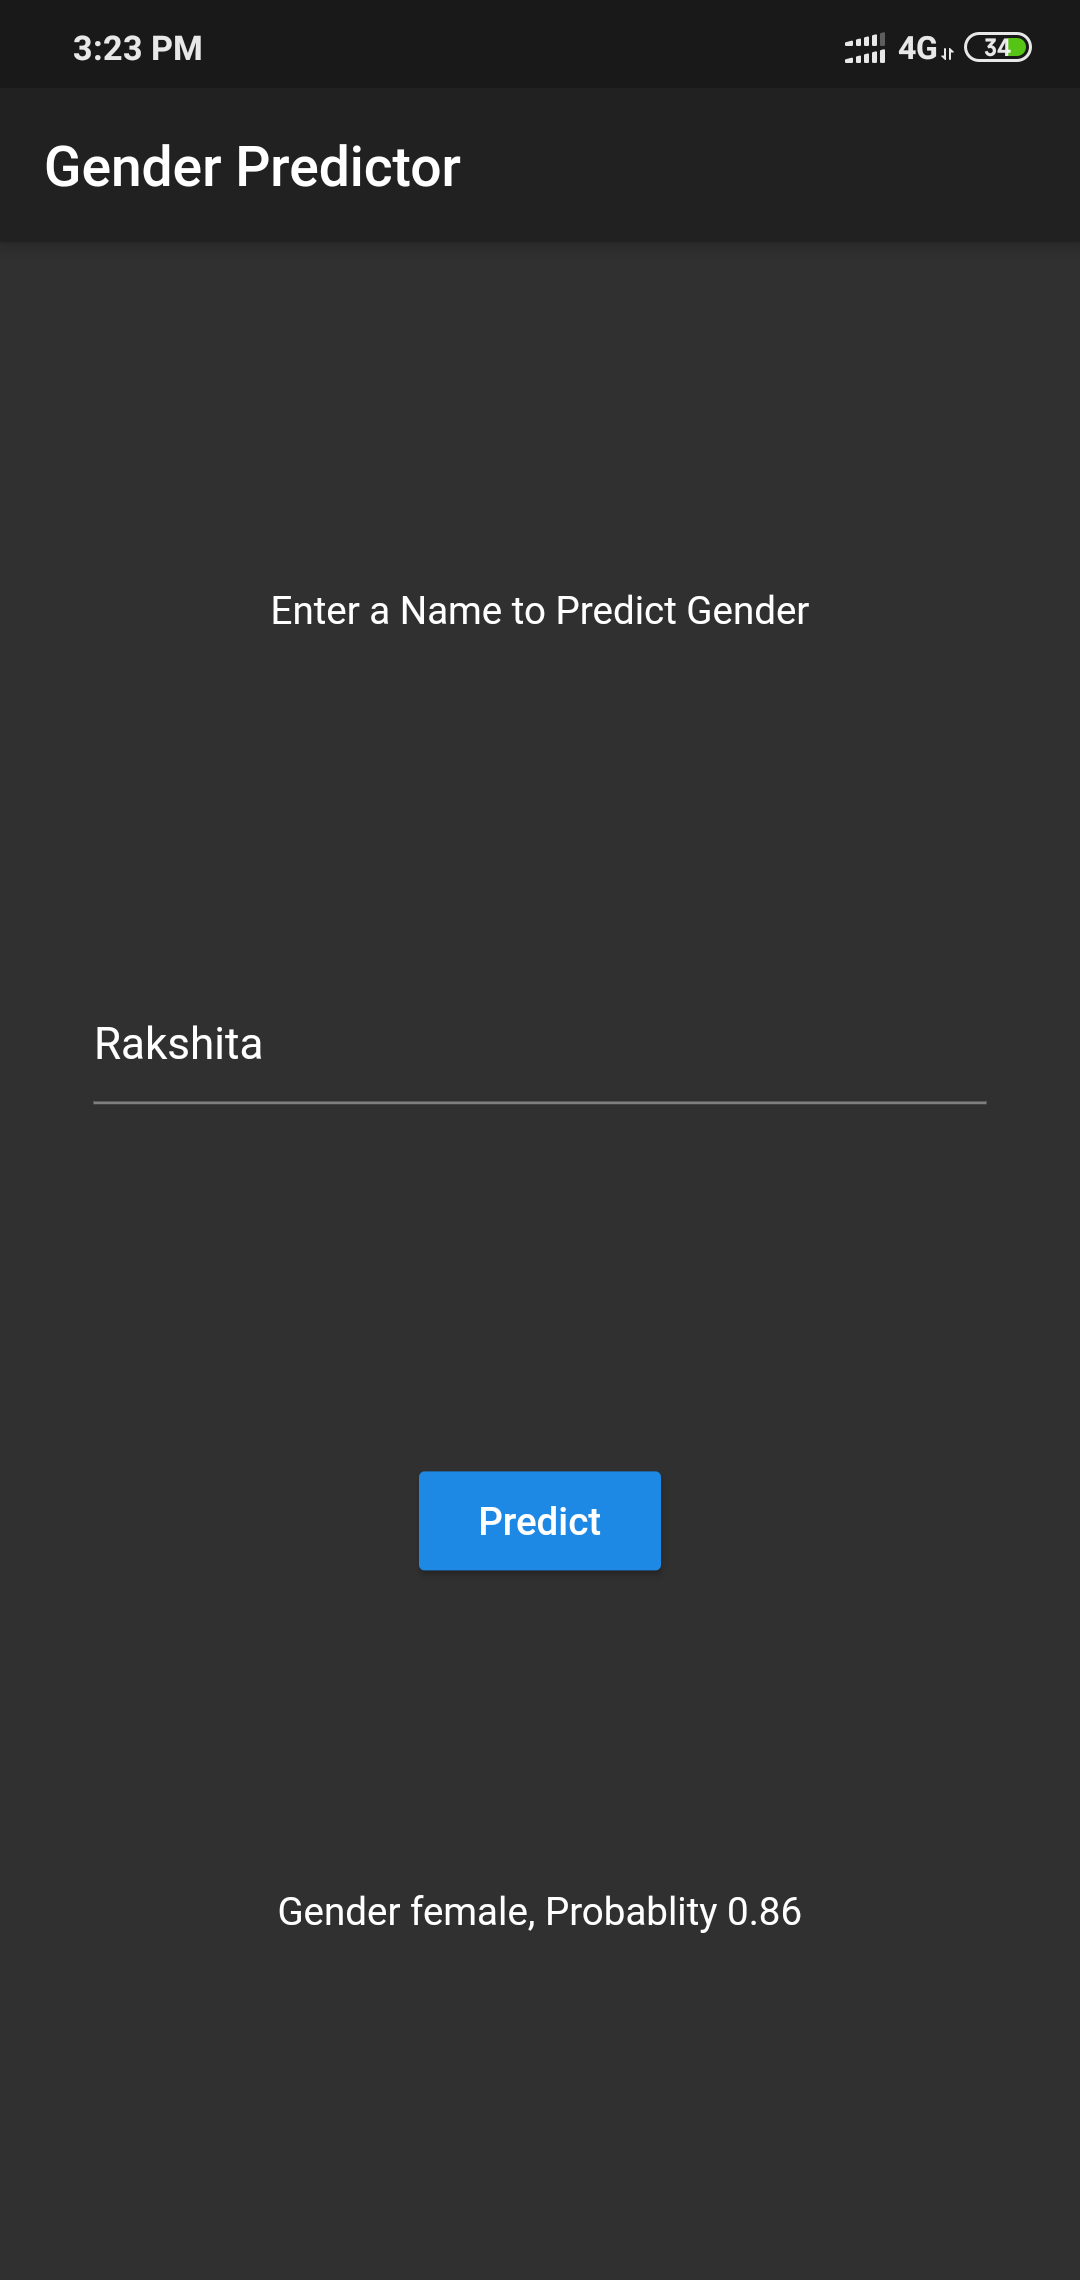 3:23 PM 4G 34
Gender Predictor
Enter a Name to Predict Gender
Rakshita
Predict
Gender female, Probablity 0.86